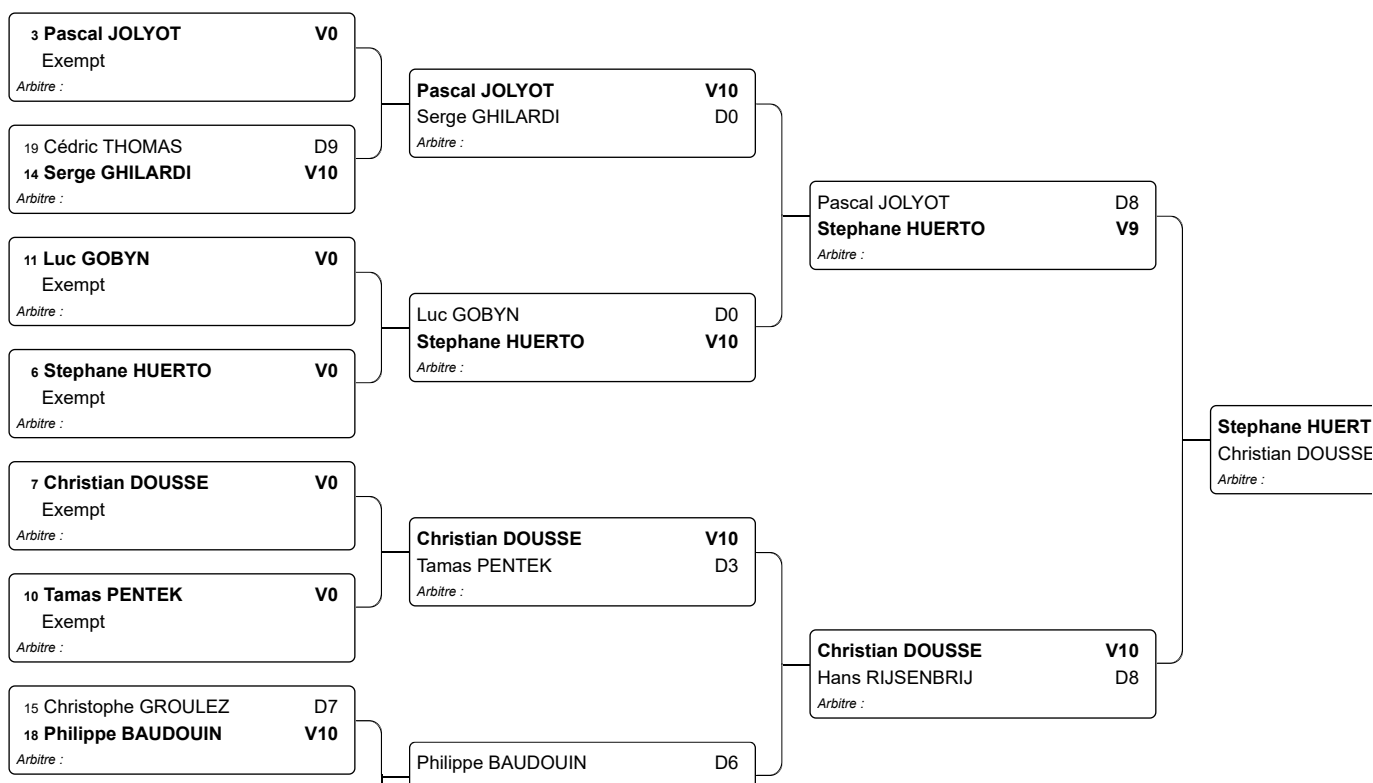 3 Pascal JOLYOT V0
Exempt
Arbitre :
19 Cédric THOMAS D9
14 Serge GHILARDI V10
Arbitre :
11 Luc GOBYN V0
Exempt
Arbitre :
6 Stephane HUERTO V0
Exempt
Arbitre :
7 Christian DOUSSE V0
Exempt
Arbitre :
10 Tamas PENTEK V0
Exempt
Arbitre :
15 Christophe GROULEZ D7
18 Philippe BAUDOUIN V10
Arbitre :
Pascal JOLYOT V10
Serge GHILARDI D0
Arbitre :
Luc GOBYN D0
Stephane HUERTO V10
Arbitre :
Christian DOUSSE V10
Tamas PENTEK D3
Arbitre :
Philippe BAUDOUIN D6
Pascal JOLYOT D8
Stephane HUERTO V9
Arbitre :
Christian DOUSSE V10
Hans RIJSENBRIJ D8
Arbitre :
Stephane HUERT
Christian DOUSSE
Arbitre :